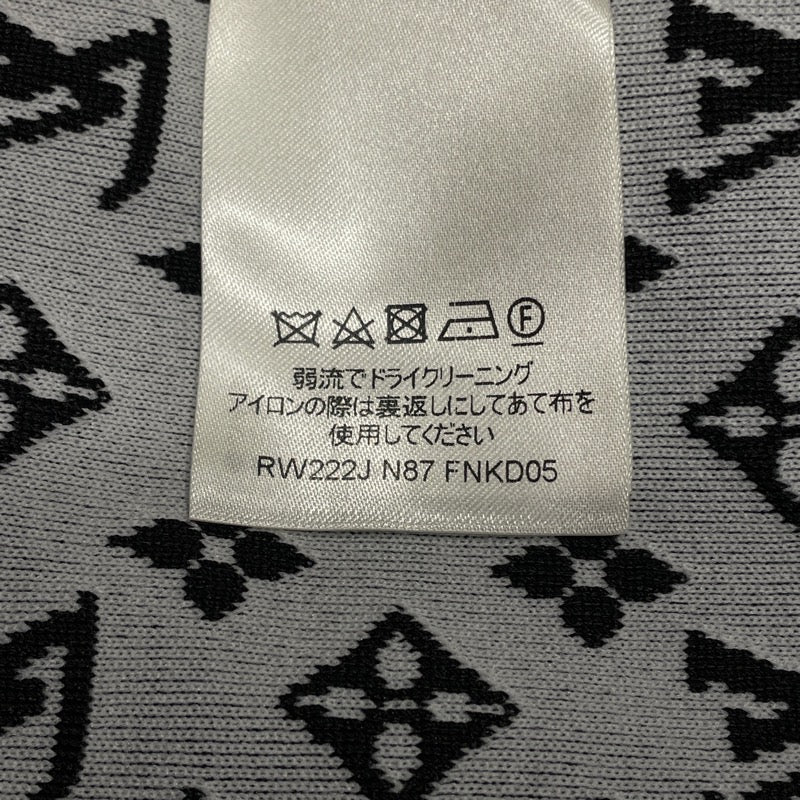 F
弱流でドライクリーニング
アイロンの際は裏返しにしてあて布を
使用してください
RW222J N87 FNKD05